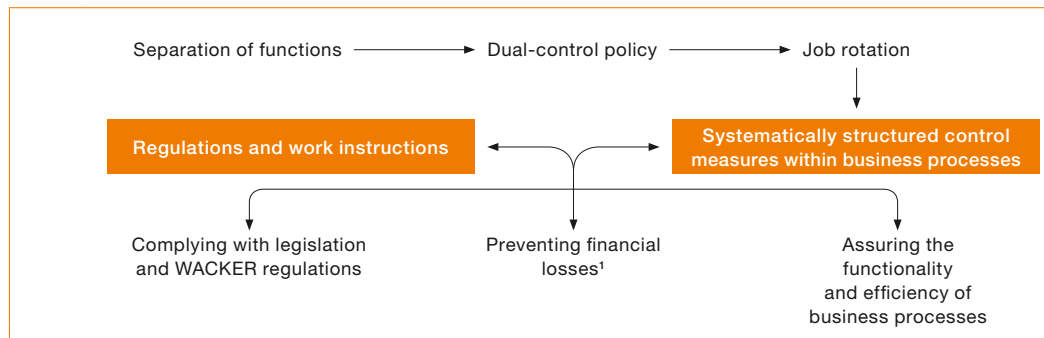 Separation of functions
Dual-control policy
Job rotation
Regulations and work instructions
Systematically structured control
measures within business processes
Complying with legislation
and WACKER regulations
Preventing financial
losses¹
Assuring the
functionality
and efficiency of
business processes